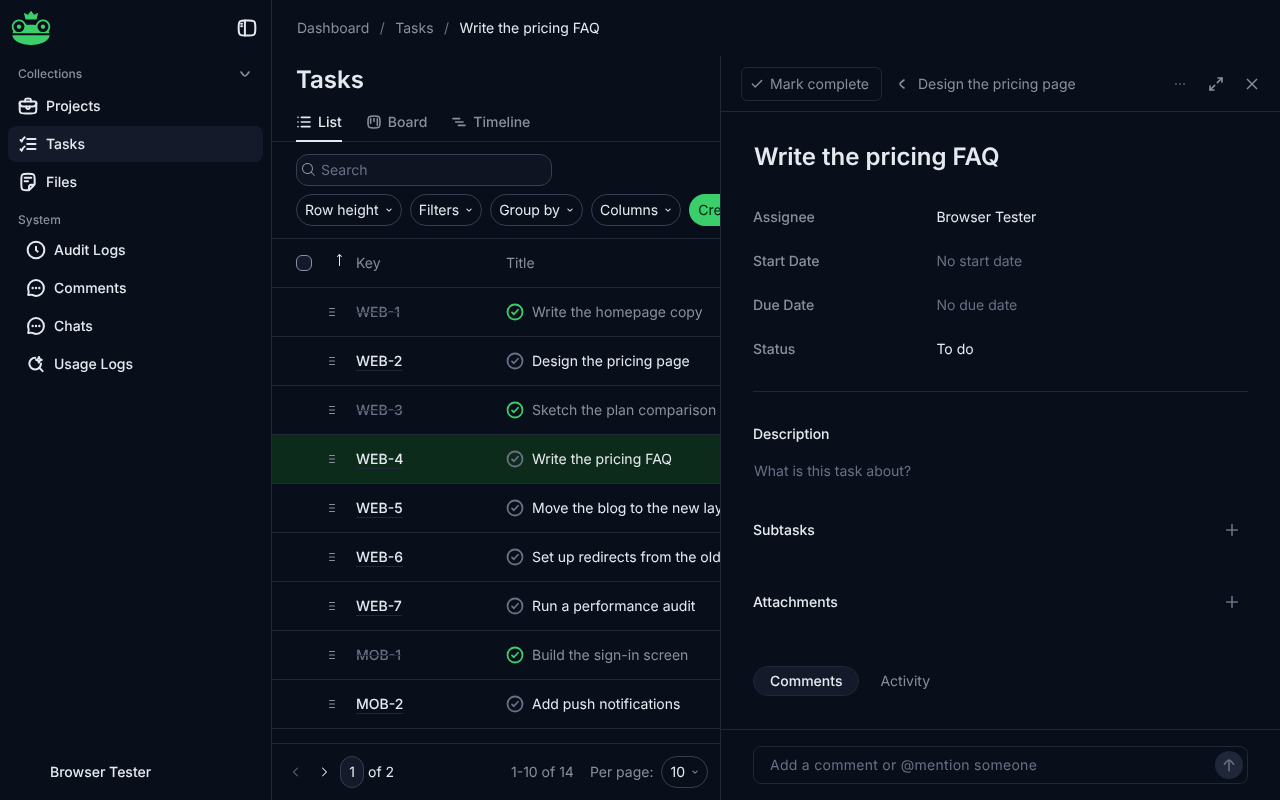 Collections
Projects
Tasks
Files
System
Audit Logs
Comments
Chats
Usage Logs
Browser Tester
Dashboard / Tasks / Write the pricing FAQ
Tasks
List Board Timeline
Search
Row height Filters Group by Columns Cre
Key Title
WEB-1 Write the homepage copy
WEB-2 Design the pricing page
WEB-3 Sketch the plan comparison
WEB-4 Write the pricing FAQ
WEB-5 Move the blog to the new lay
WEB-6 Set up redirects from the old
WEB-7 Run a performance audit
MOB-1 Build the sign-in screen
MOB-2 Add push notifications
1 of 2 1-10 of 14 Per page: 10
Mark complete Design the pricing page
Write the pricing FAQ
Assignee Browser Tester
Start Date No start date
Due Date No due date
Status To do
Description
What is this task about?
Subtasks
Attachments
Comments Activity
Add a comment or @mention someone